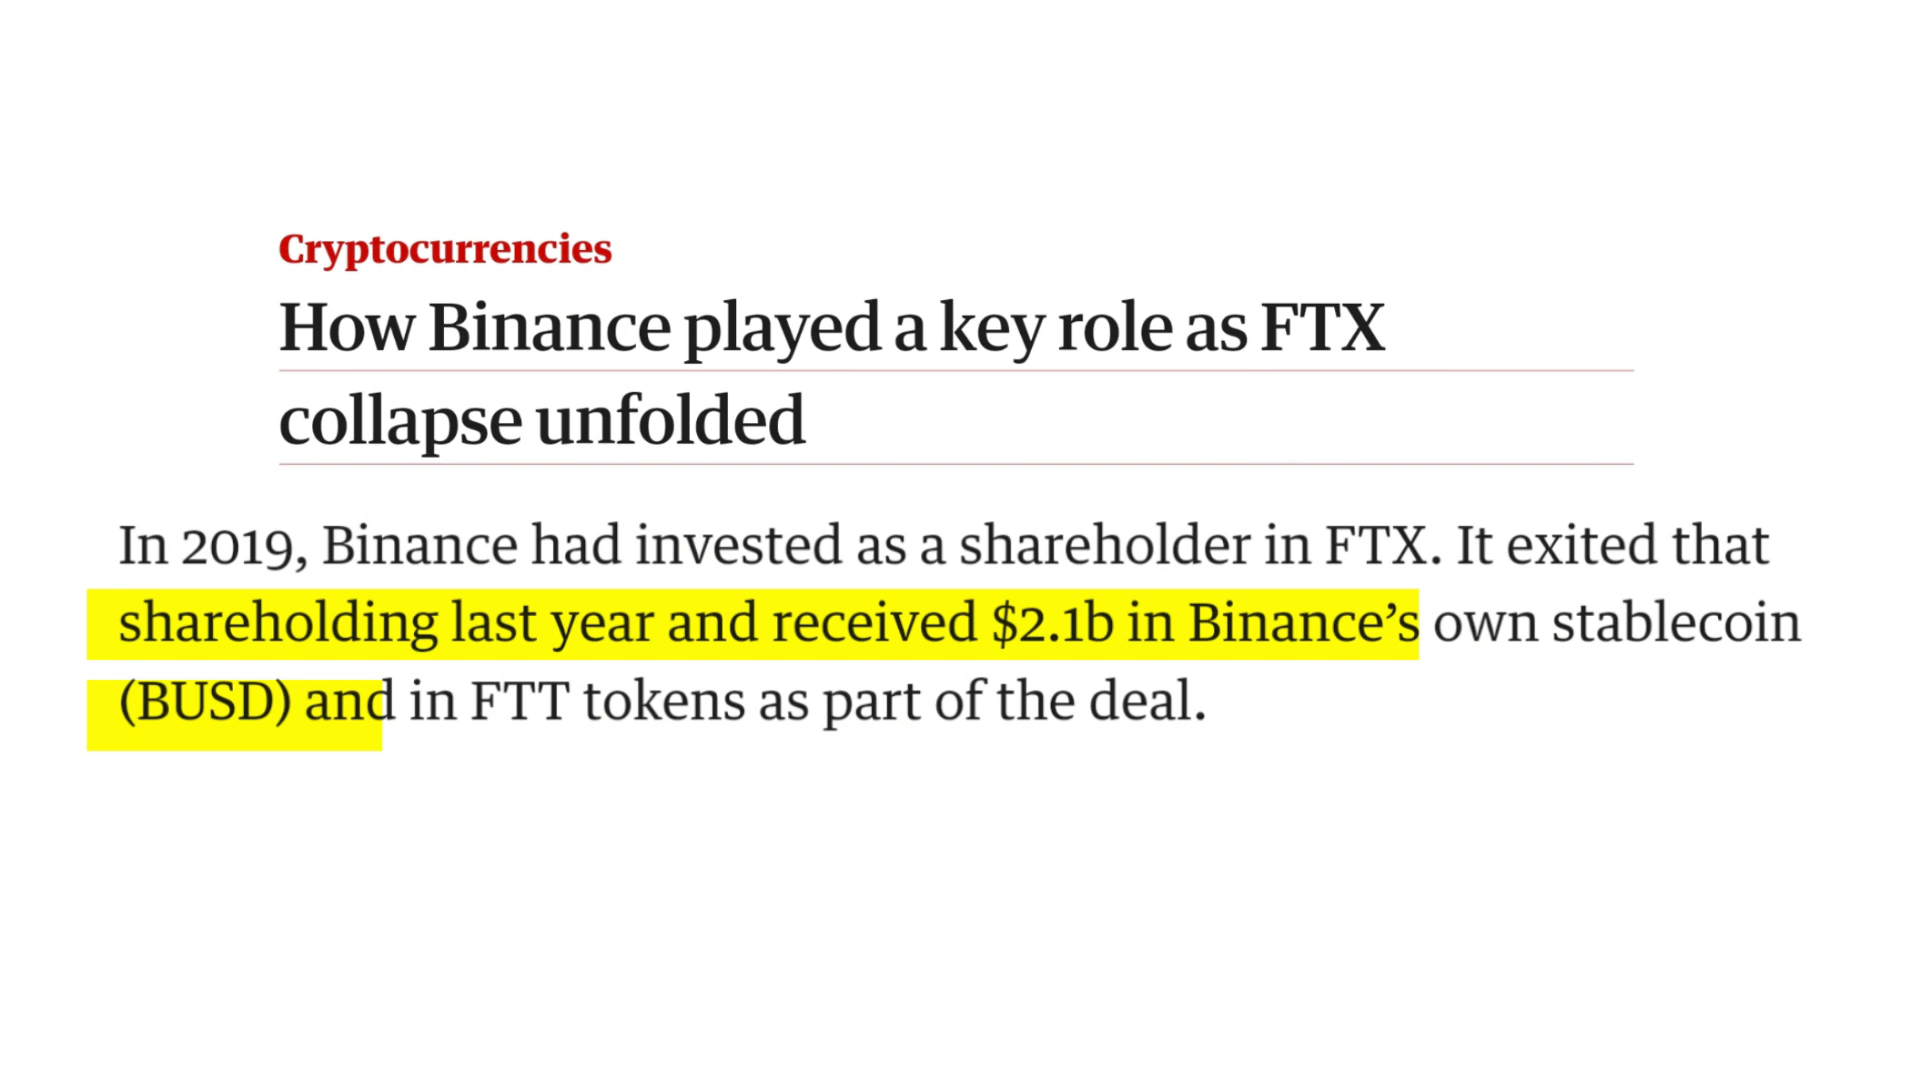 Cryptocurrencies
How Binance played a key role as FTX
collapse unfolded
In 2019, Binance had invested as a shareholder in FTX. It exited that
shareholding last year and received $2.1b in Binance’s own stablecoin
(BUSD) and in FTT tokens as part of the deal.